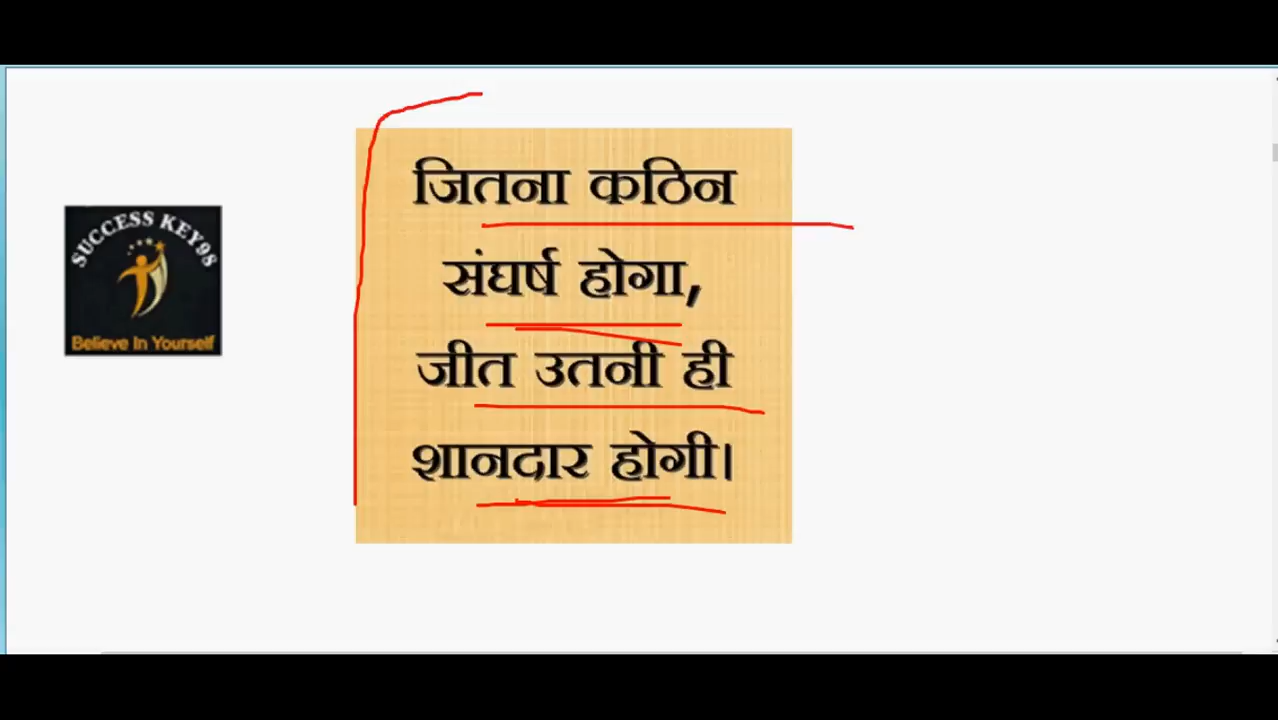 SUCCESS KEY98
Believe In Yourself
जितना कठिन
संघर्ष होगा,
जीत उतनी ही
शानदार होगी।